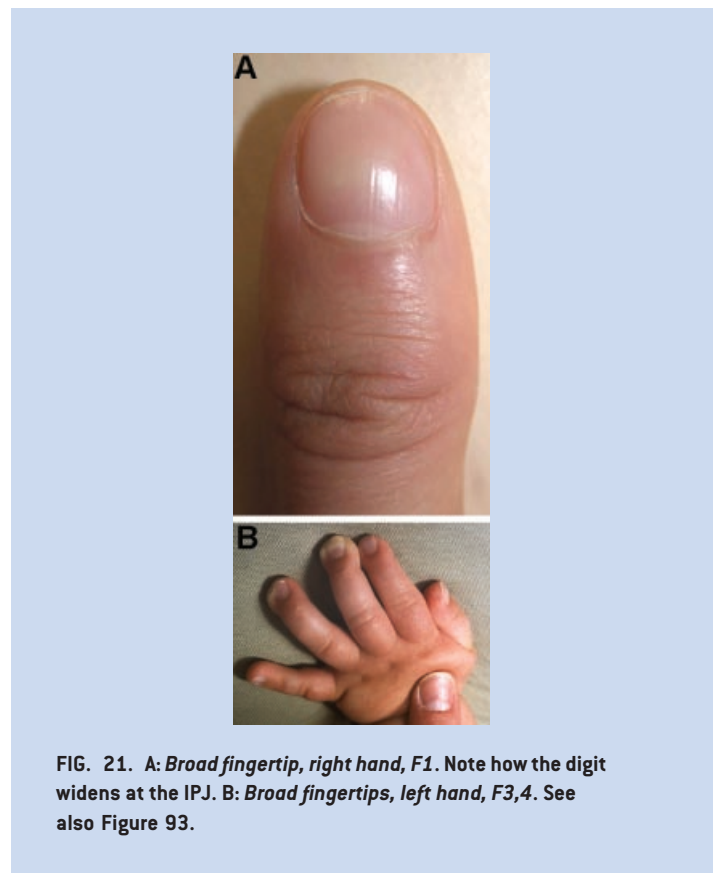 A
B
FIG. 21. A: Broad fingertip, right hand, F1. Note how the digit
widens at the IPJ. B: Broad fingertips, left hand, F3,4. See
also Figure 93.